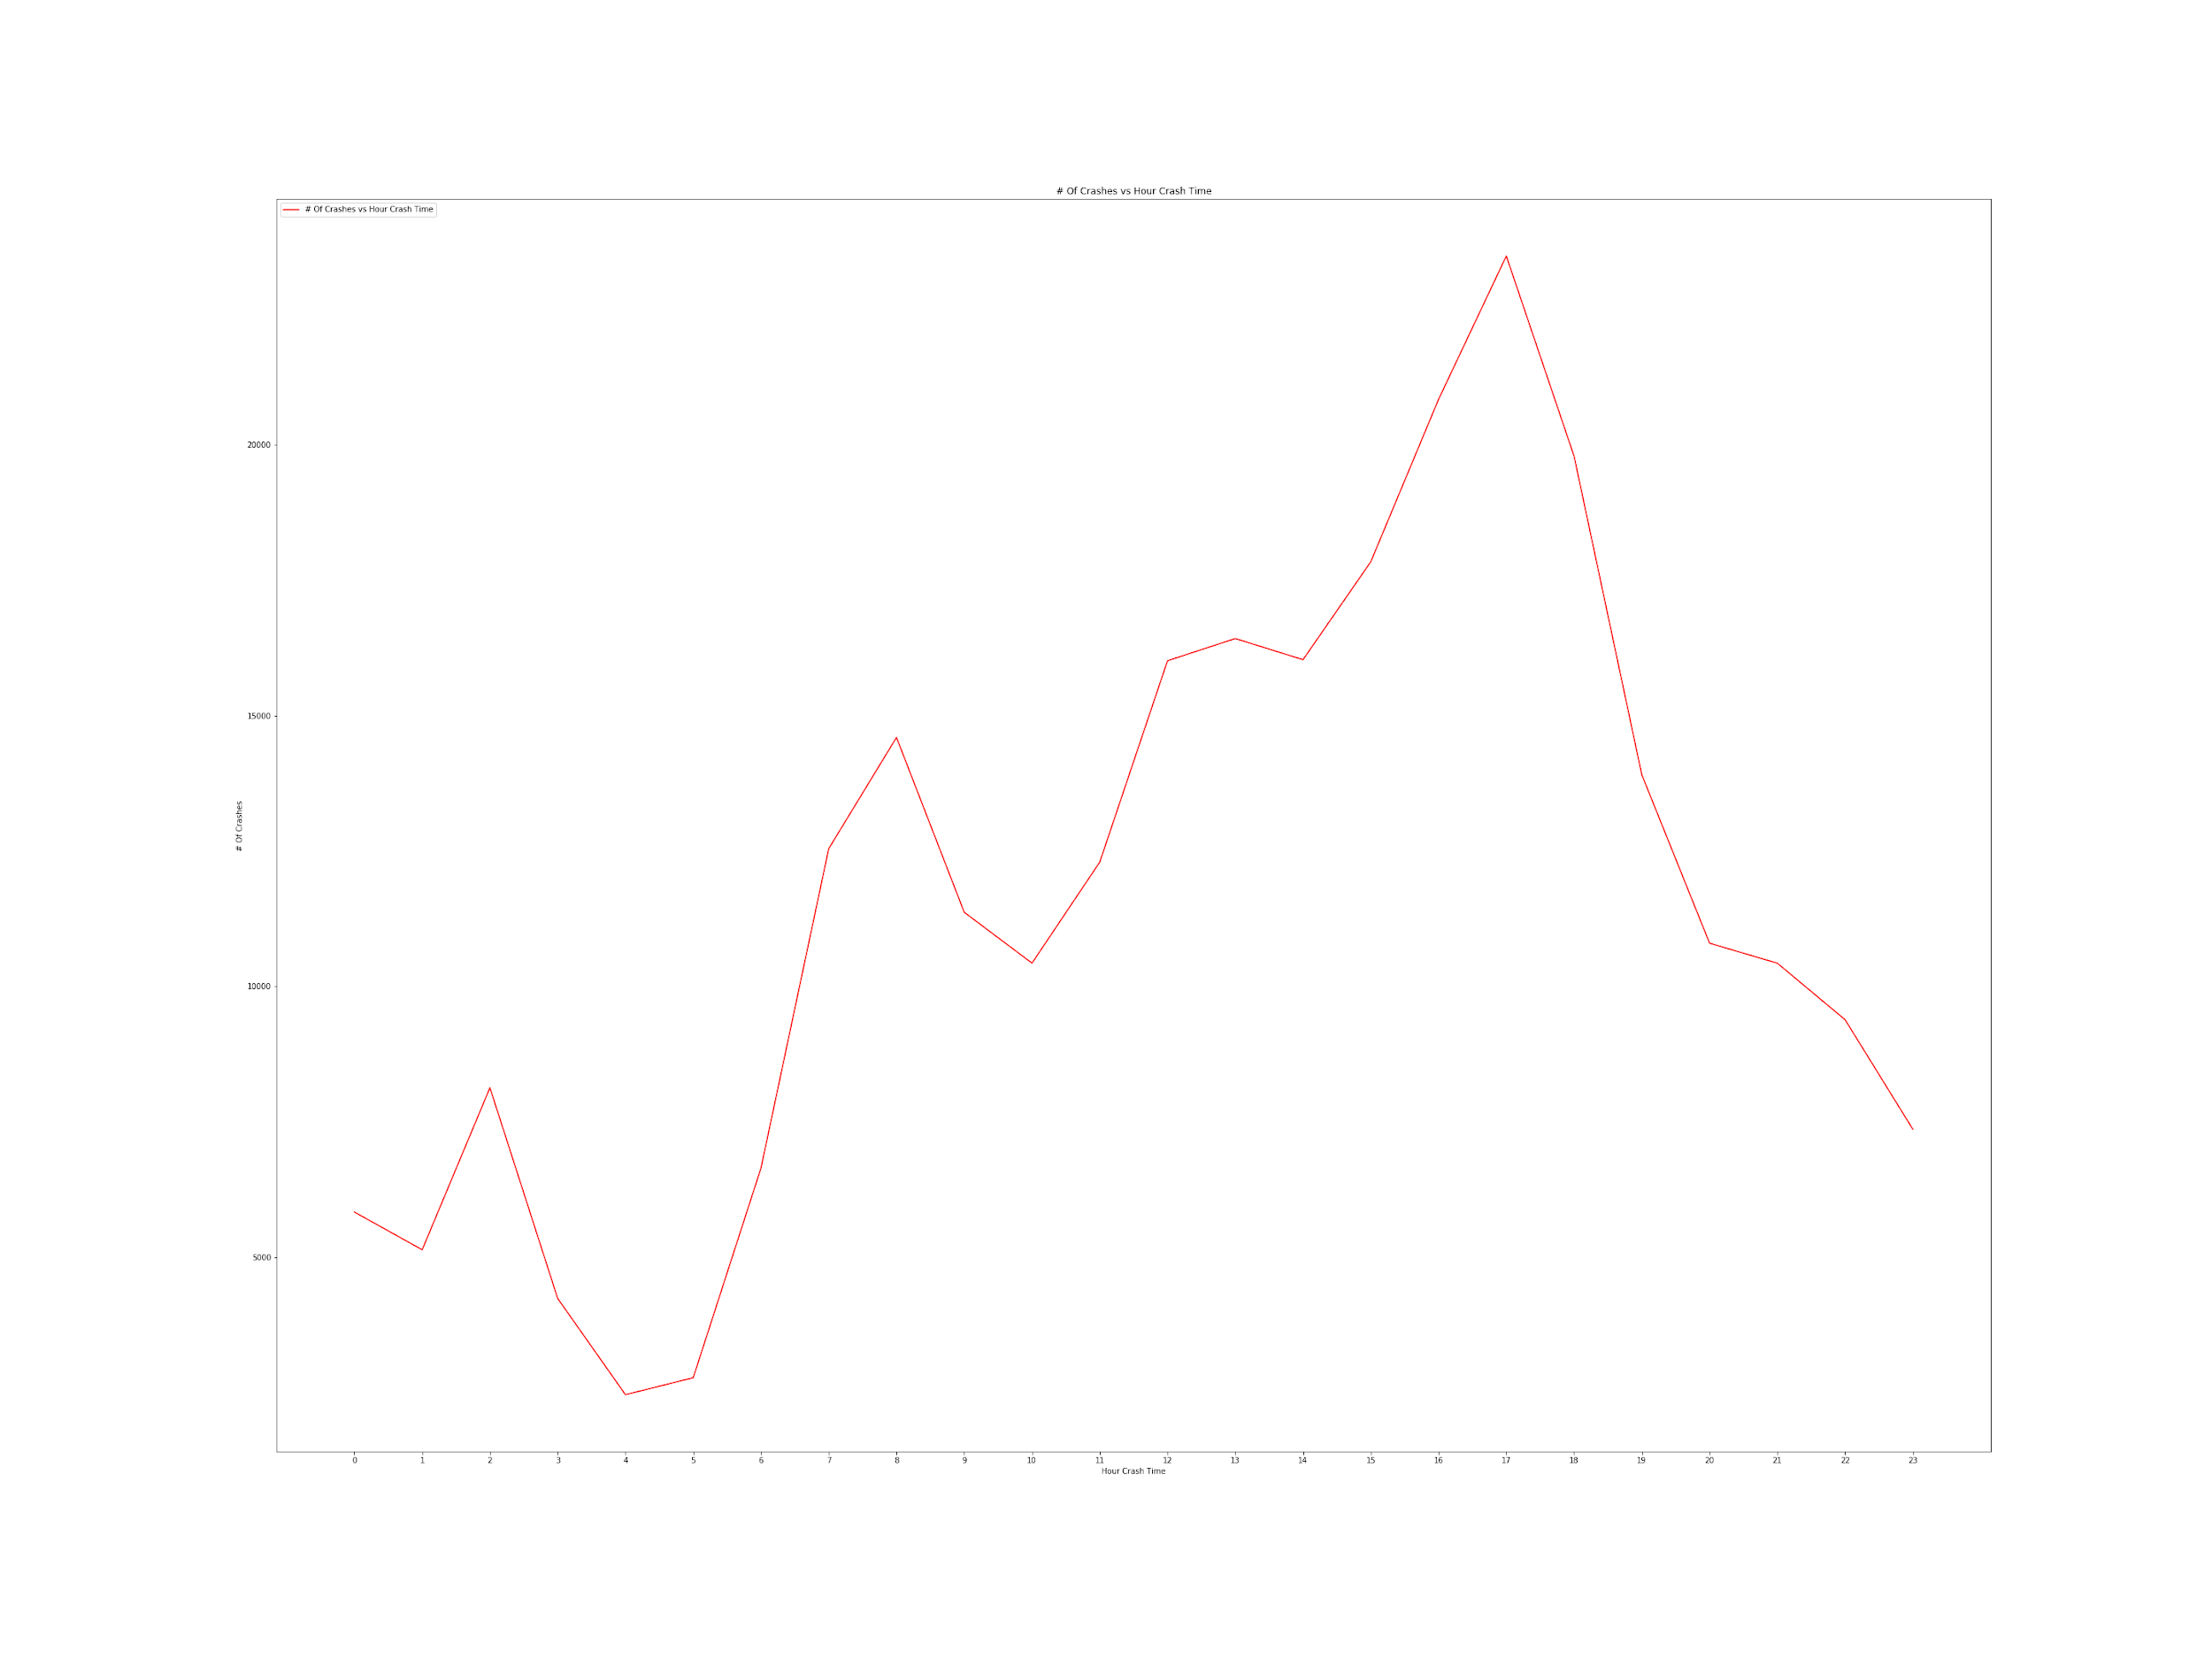 # Of Crashes vs Hour Crash Time
# Of Crashes vs Hour Crash Time
20000
15000
# Of Crashes
10000
5000
0 1 2 3 4 5 6 7 8 9 10 11 12 13 14 15 16 17 18 19 20 21 22 23
Hour Crash Time